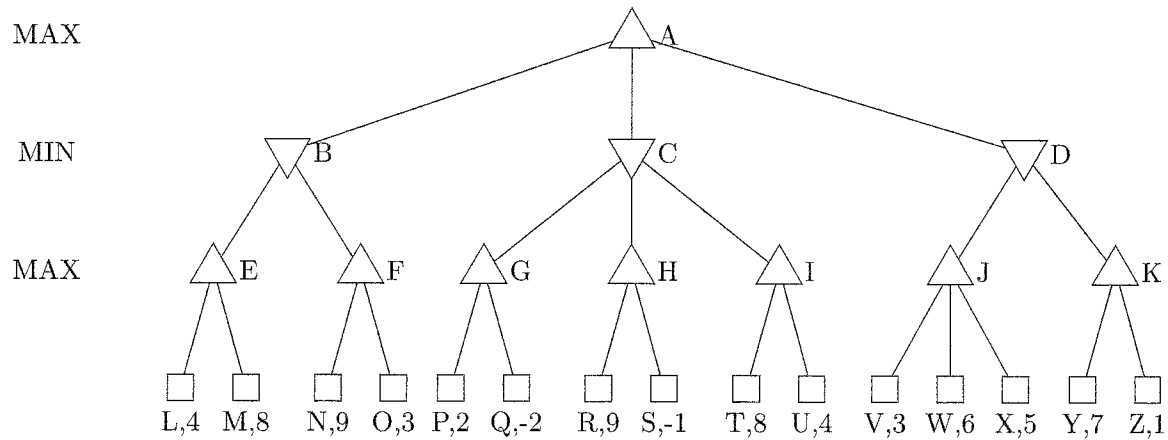 MAX A
MIN B C D
MAX E F G H I J K
L,4 M,8 N,9 O,3 P,2 Q,-2 R,9 S,-1 T,8 U,4 V,3 W,6 X,5 Y,7 Z,1